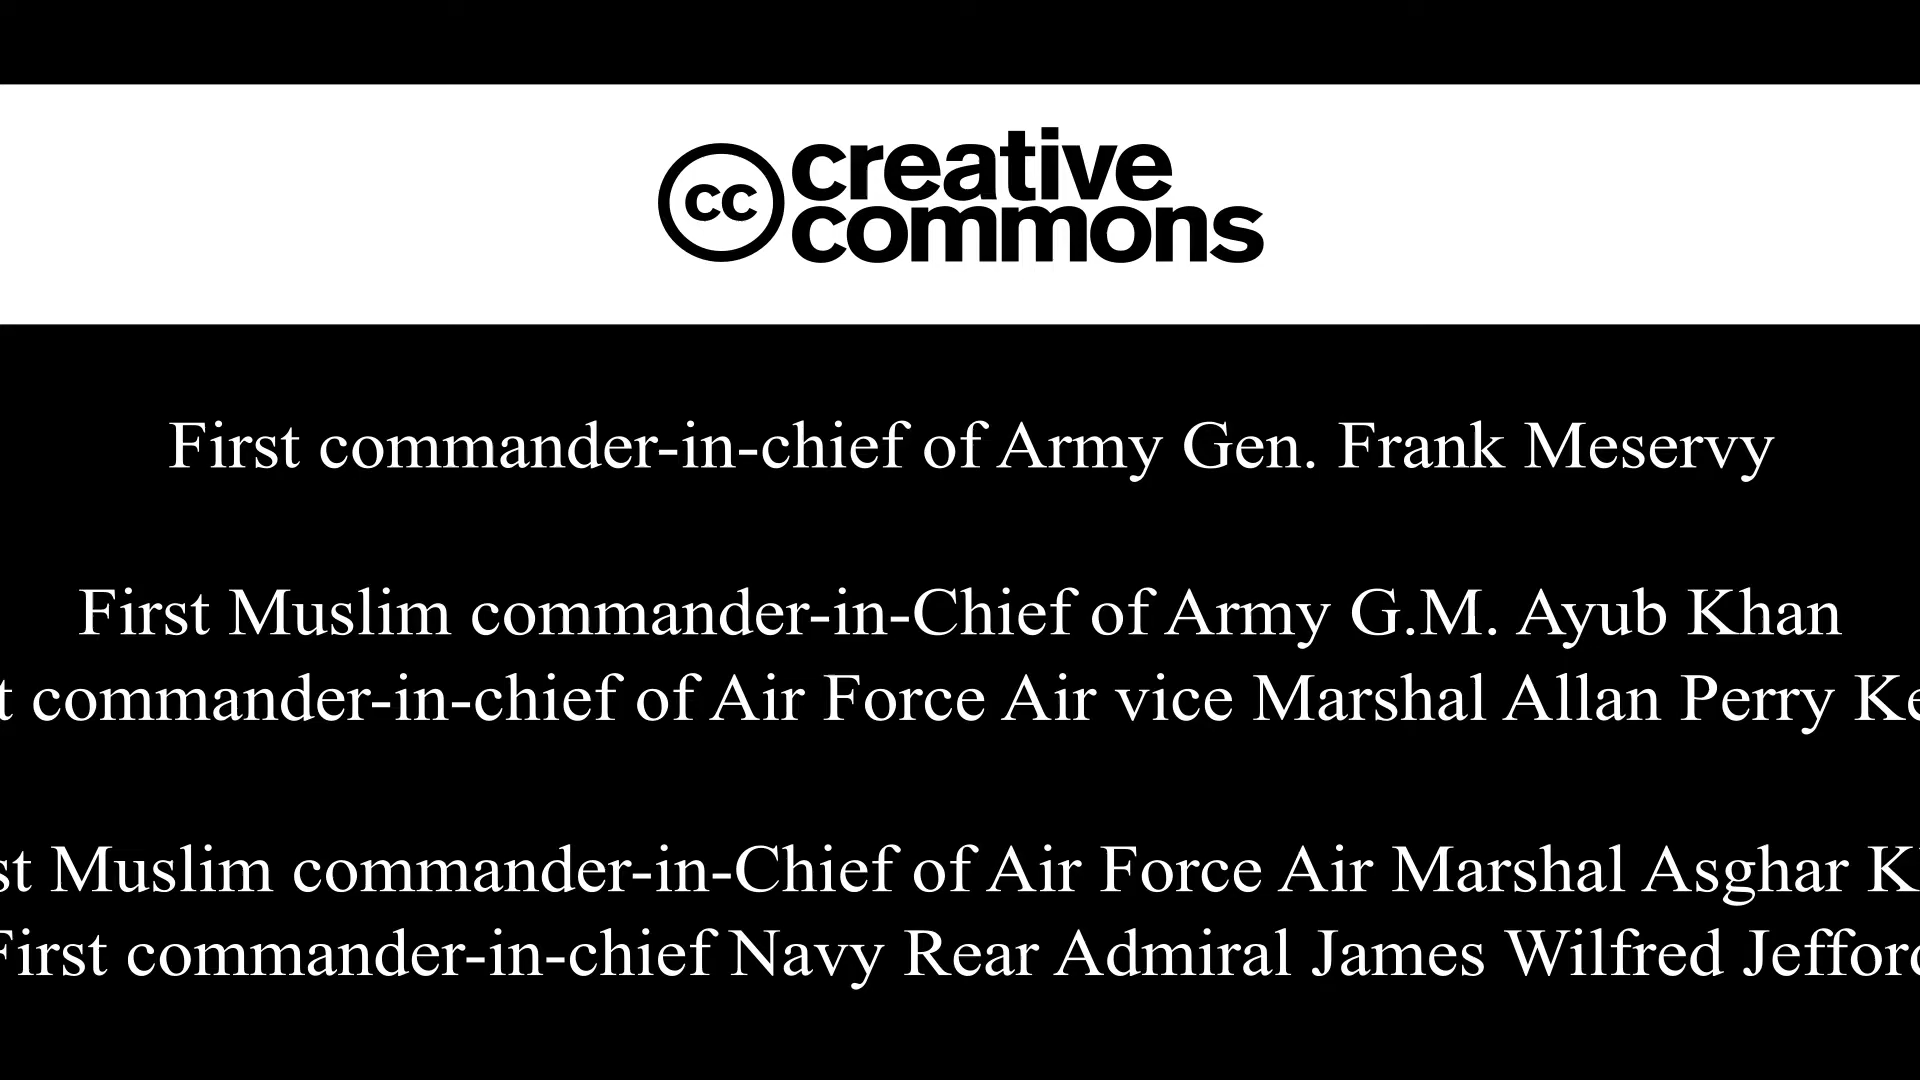 cc creative
commons
First commander-in-chief of Army Gen. Frank Meservy
First Muslim commander-in-Chief of Army G.M. Ayub Khan
commander-in-chief of Air Force Air vice Marshal Allan Perry
Muslim commander-in-Chief of Air Force Air Marshal Asghar
First commander-in-chief Navy Rear Admiral James Wilfred